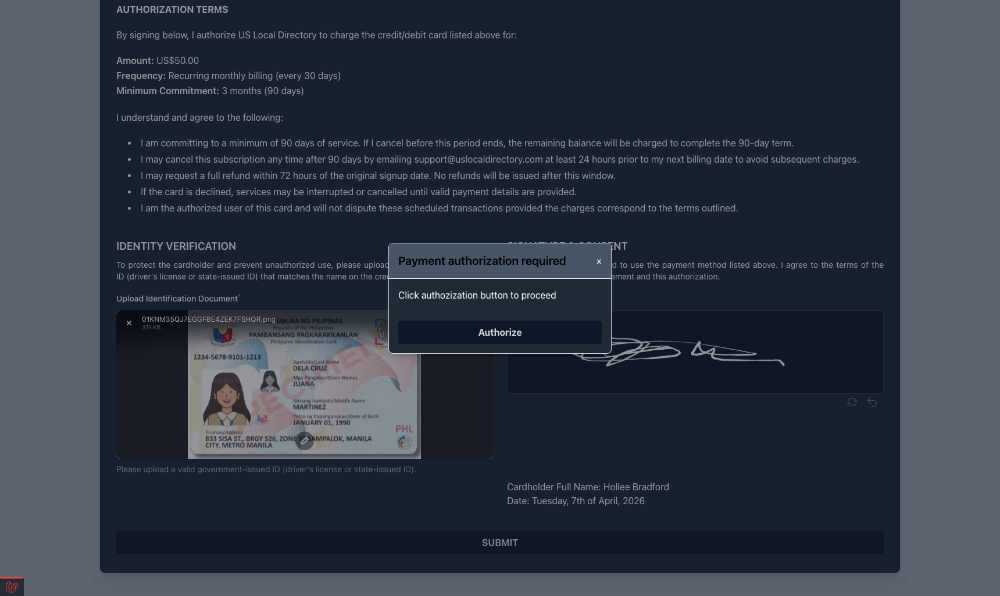 AUTHORIZATION TERMS
By signing below, I authorize US Local Directory to charge the credit/debit card listed above for:
Amount: US$50.00
Frequency: Recurring monthly billing (every 30 days)
Minimum Commitment: 3 months (90 days)
I understand and agree to the following:
• I am committing to a minimum of 90 days of service. If I cancel before this period ends, the remaining balance will be charged to complete the 90-day term.
• I may cancel this subscription any time after 90 days by emailing support@uslocaldirectory.com at least 24 hours prior to my next billing date to avoid subsequent charges.
• I may request a full refund within 72 hours of the original signup date. No refunds will be issued after this window.
• If the card is declined, services may be interrupted or cancelled until valid payment details are provided.
• I am the authorized user of this card and will not dispute these scheduled transactions provided the charges correspond to the terms outlined.
IDENTITY VERIFICATION
To protect the cardholder and prevent unauthorized use, please upload
ID (driver's license or state-issued ID) that matches the name on the
Upload Identification Document*
01KNM35QJ7EGGFBE4ZEK7FSHQR.png
311 KB
PILIPINAS
Republic of the Philippines
PAMBANSANG PAGKAKAKILANLAN
Philippine Identification Card
1234-5678-9101-1213
Apelyido/Last Name
DELA CRUZ
Mga Pangalan/Given Names
JUANA
Gitnang Apelyido/Middle Name
MARTINEZ
Petsa ng Kapanganakan/Date of Birth
JANUARY 01, 1990
Tirahan/Address
833 SISA ST., BRGY 526, ZONE SAMPALOK, MANILA
CITY, METRO MANILA
PHL
SPECIMEN
Please upload a valid government-issued ID (driver's license or state-issued ID).
Payment authorization required ×
Click authozization button to proceed
Authorize
SIGNATURE & CONSENT
to use the payment method listed above. I agree to the terms of the
and this authorization.
Cardholder Full Name: Hollee Bradford
Date: Tuesday, 7th of April, 2026
SUBMIT